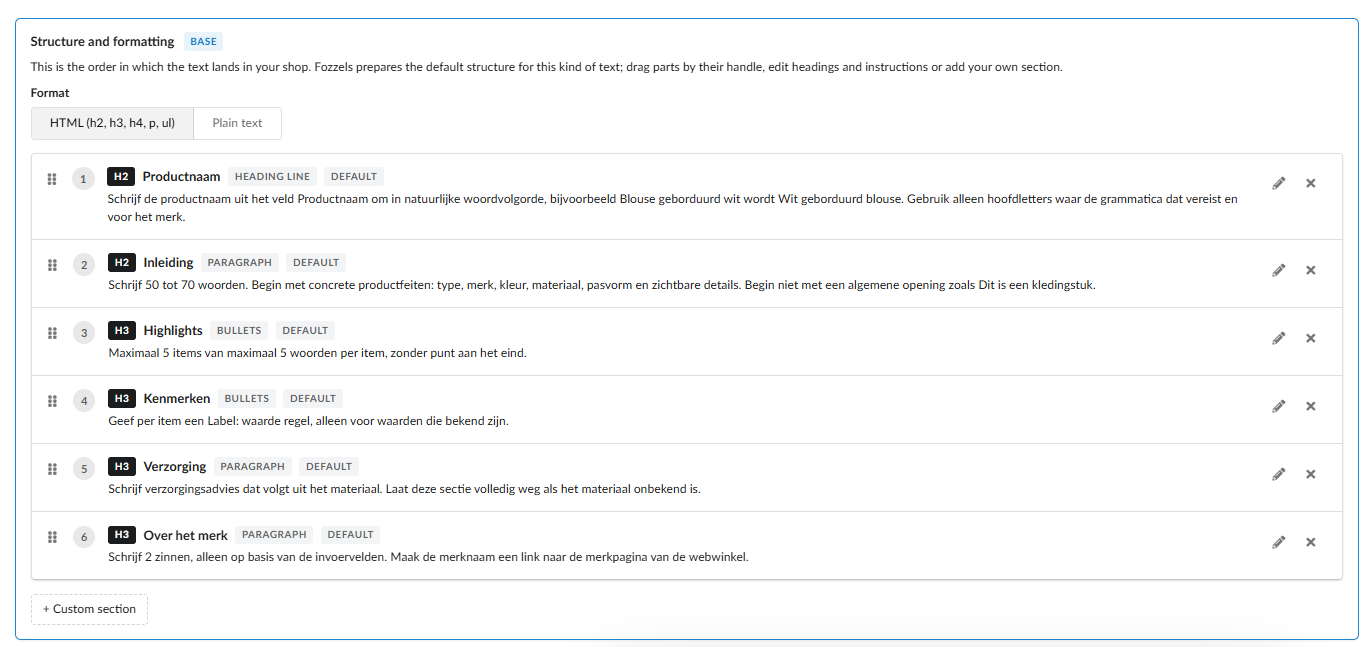 Structure and formatting BASE
This is the order in which the text lands in your shop. Fozzels prepares the default structure for this kind of text; drag parts by their handle, edit headings and instructions or add your own section.
Format
HTML (h2, h3, h4, p, ul) Plain text
1 H2 Productnaam HEADING LINE DEFAULT
Schrijf de productnaam uit het veld Productnaam om in natuurlijke woordvolgorde, bijvoorbeeld Blouse geborduurd wit wordt Wit geborduurd blouse. Gebruik alleen hoofdletters waar de grammatica dat vereist en
voor het merk.
2 H2 Inleiding PARAGRAPH DEFAULT
Schrijf 50 tot 70 woorden. Begin met concrete productfeiten: type, merk, kleur, materiaal, pasvorm en zichtbare details. Begin niet met een algemene opening zoals Dit is een kledingstuk.
3 H3 Highlights BULLETS DEFAULT
Maximaal 5 items van maximaal 5 woorden per item, zonder punt aan het eind.
4 H3 Kenmerken BULLETS DEFAULT
Geef per item een Label: waarde regel, alleen voor waarden die bekend zijn.
5 H3 Verzorging PARAGRAPH DEFAULT
Schrijf verzorgingsadvies dat volgt uit het materiaal. Laat deze sectie volledig weg als het materiaal onbekend is.
6 H3 Over het merk PARAGRAPH DEFAULT
Schrijf 2 zinnen, alleen op basis van de invoervelden. Maak de merknaam een link naar de merkpagina van de webwinkel.
+ Custom section